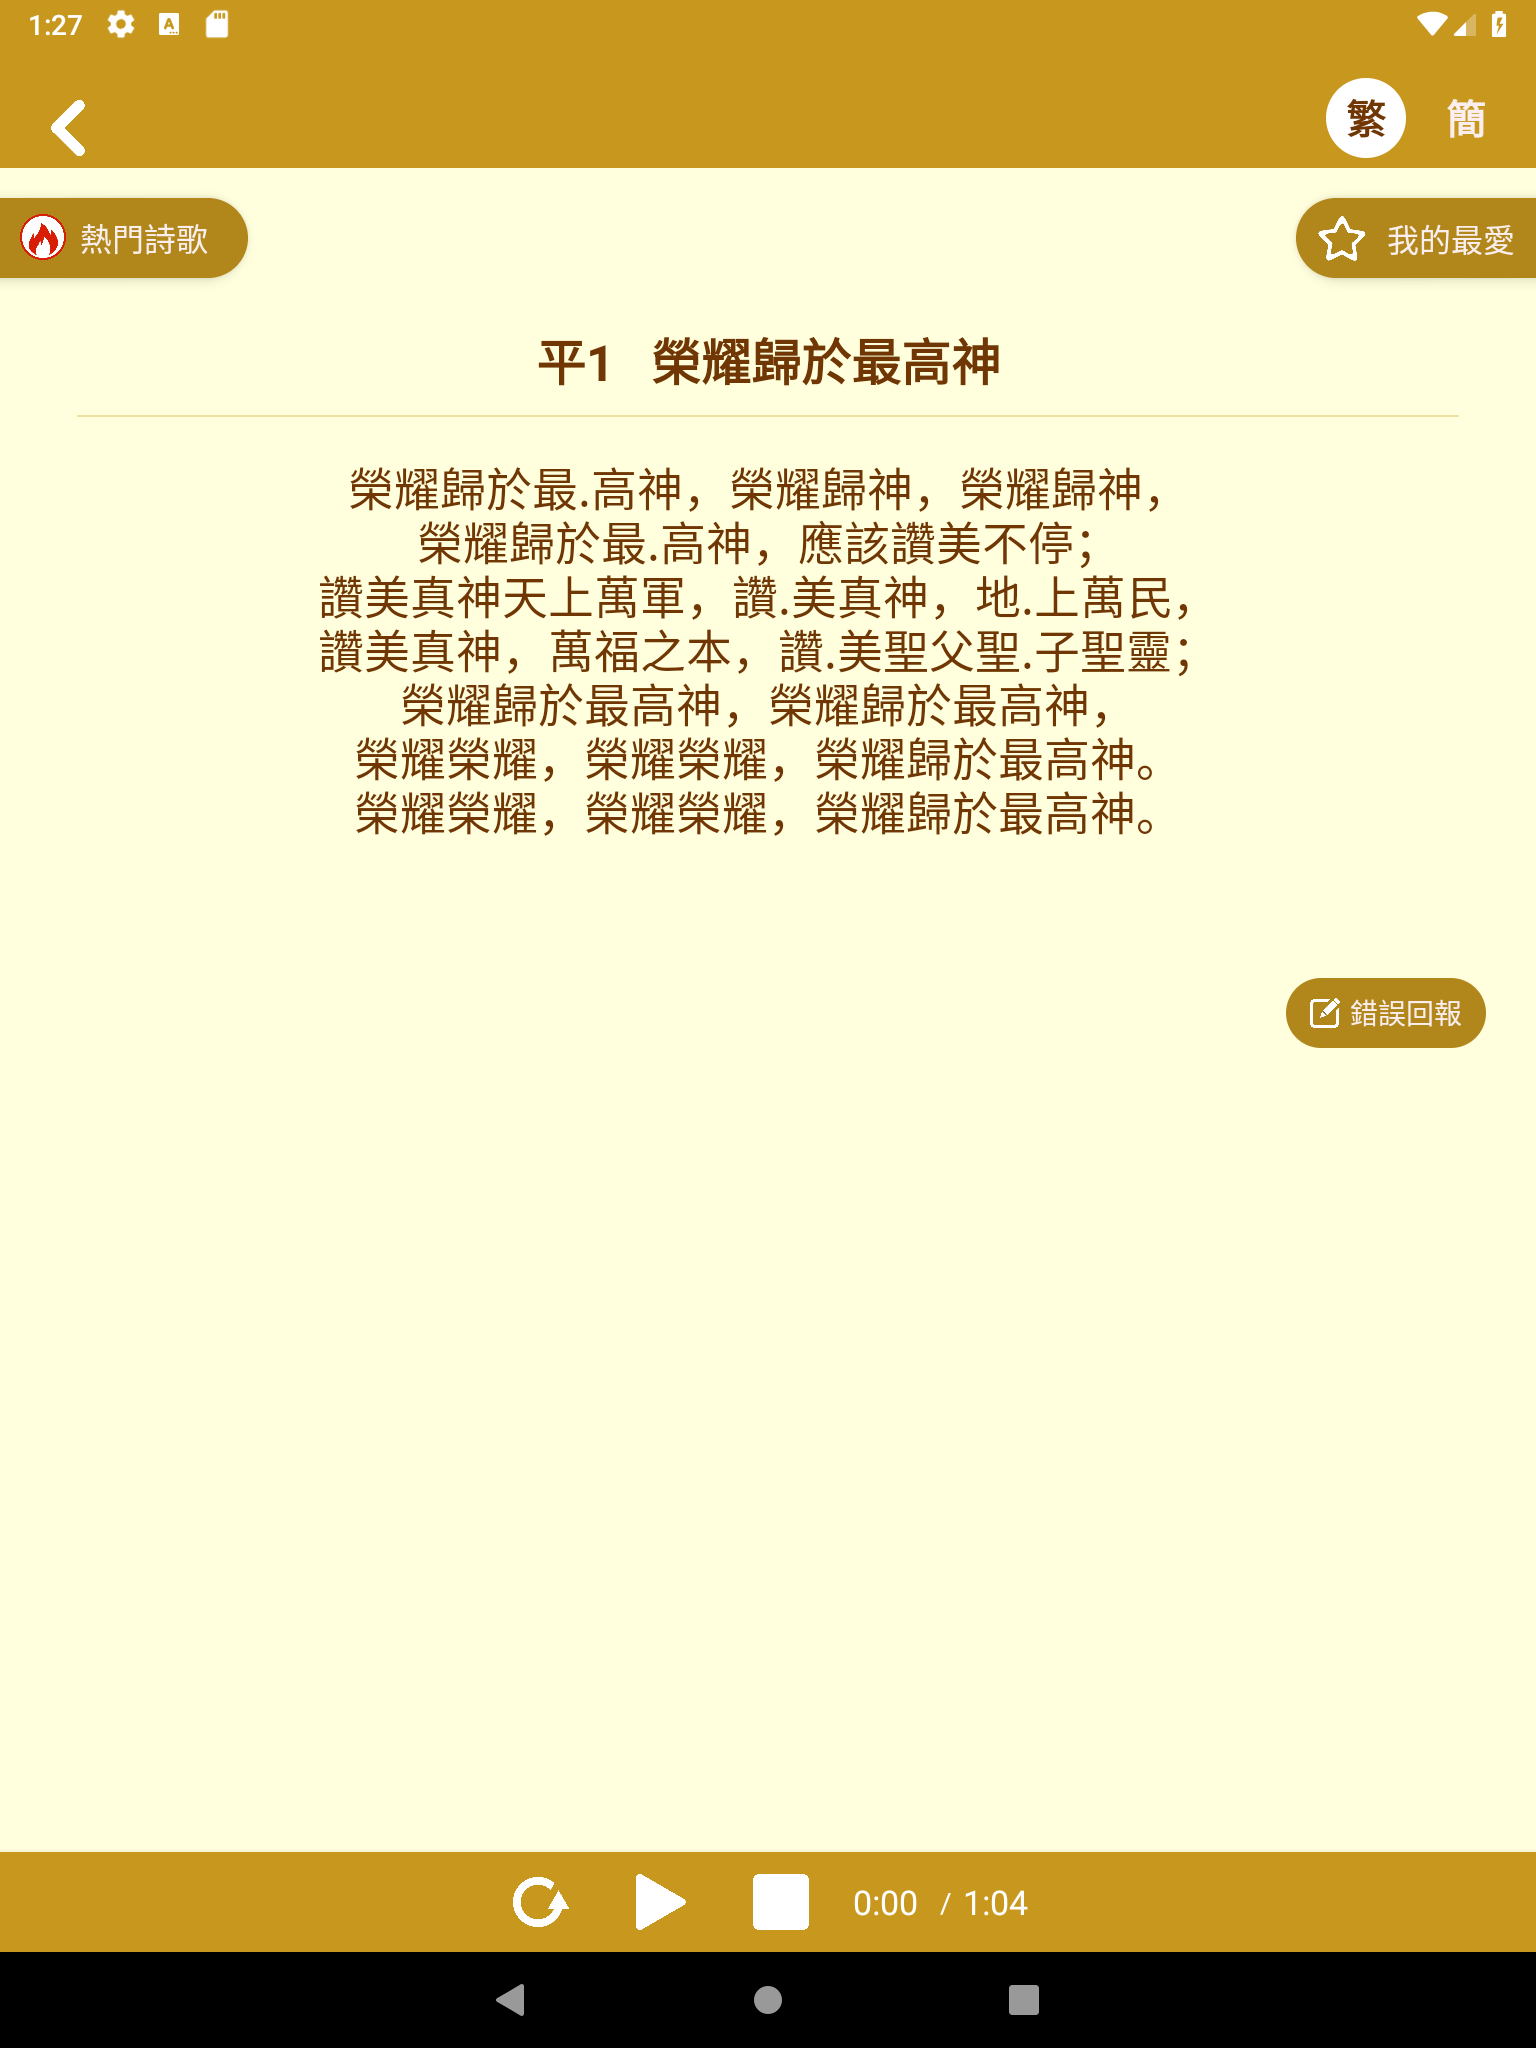 1:27
繁 簡
熱門詩歌
我的最愛
平1 榮耀歸於最高神
榮耀歸於最.高神，榮耀歸神，榮耀歸神，
榮耀歸於最.高神，應該讚美不停；
讚美真神天上萬軍，讚.美真神，地.上萬民，
讚美真神，萬福之本，讚.美聖父聖.子聖靈；
榮耀歸於最高神，榮耀歸於最高神，
榮耀榮耀，榮耀榮耀，榮耀歸於最高神。
榮耀榮耀，榮耀榮耀，榮耀歸於最高神。
錯誤回報
0:00 / 1:04